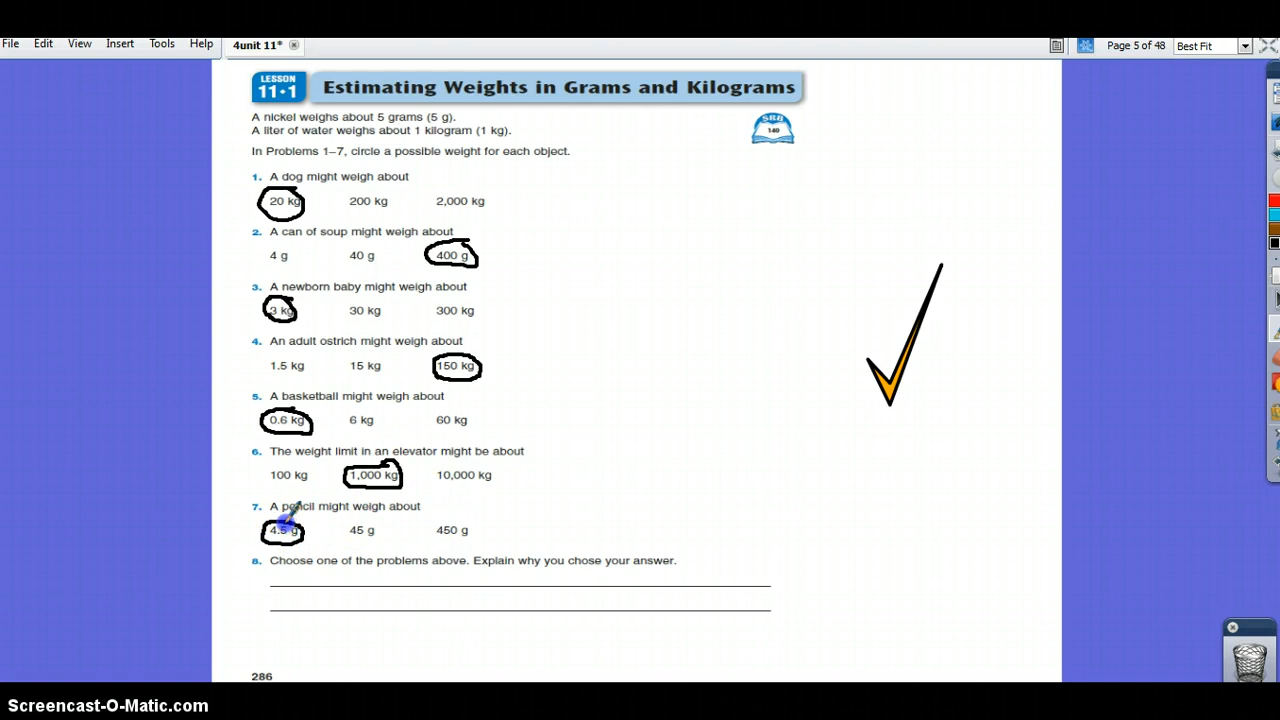 File Edit View Insert Tools Help
4unit 11*
Page 5 of 48 Best Fit
LESSON
11•1
Estimating Weights in Grams and Kilograms
SRB
140
A nickel weighs about 5 grams (5 g).
A liter of water weighs about 1 kilogram (1 kg).
In Problems 1–7, circle a possible weight for each object.
1. A dog might weigh about
20 kg 200 kg 2,000 kg
2. A can of soup might weigh about
4 g 40 g 400 g
3. A newborn baby might weigh about
3 kg 30 kg 300 kg
4. An adult ostrich might weigh about
1.5 kg 15 kg 150 kg
5. A basketball might weigh about
0.6 kg 6 kg 60 kg
6. The weight limit in an elevator might be about
100 kg 1,000 kg 10,000 kg
7. A pencil might weigh about
4.5 g 45 g 450 g
8. Choose one of the problems above. Explain why you chose your answer.
286
Screencast-O-Matic.com